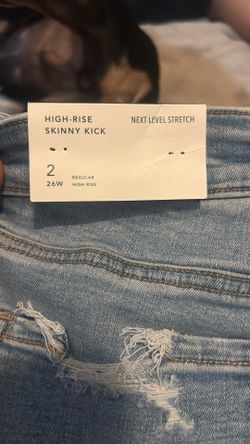 HIGH-RISE
SKINNY KICK
NEXT LEVEL STRETCH
2
26W
REGULAR
HIGH RISE